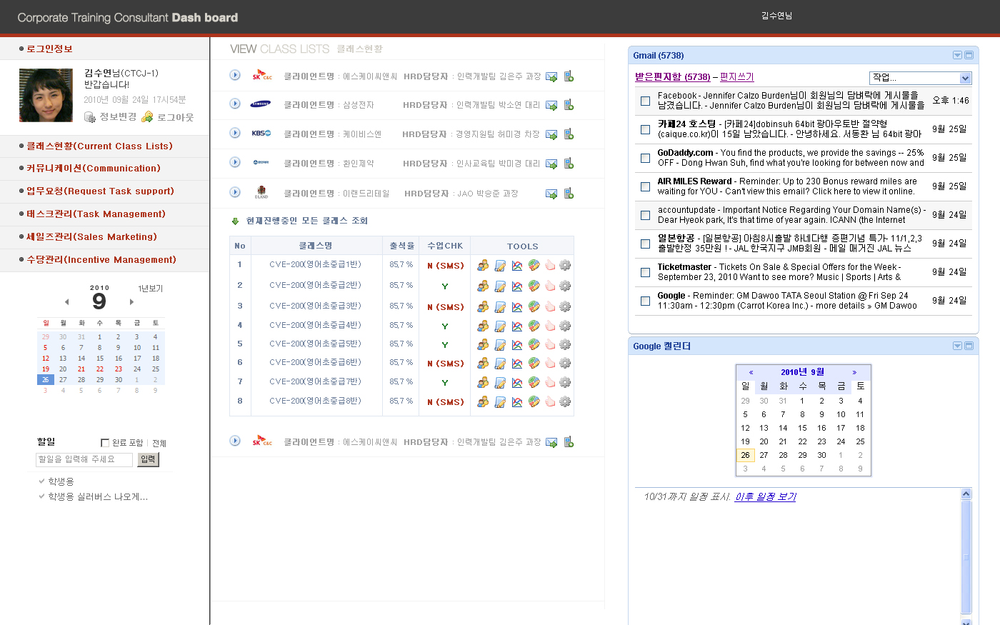 Corporate Training Consultant Dash board
김수연님
로그인정보
김수연님(CTCJ-1)
반갑습니다!
2010년 09월 24일 17시54분
정보변경 로그아웃
클래스현황(Current Class Lists)
커뮤니케이션(Communication)
업무요청(Request Task support)
태스크관리(Task Management)
세일즈관리(Sales Marketing)
수당관리(Incentive Management)
2010
9
1년보기
일 월 화 수 목 금 토
29 30 31 1 2 3 4
5 6 7 8 9 10 11
12 13 14 15 16 17 18
19 20 21 22 23 24 25
26 27 28 29 30 1 2
3 4 5 6 7 8 9
할일 완료 포함 전체
할일을 입력해 주세요 입력
학생용
학생용 실러버스 나오게...
VIEW CLASS LISTS 클래스현황
SK C&C 클라이언트명 : 에스케이씨앤씨 HRD담당자 : 인력개발팀 김은주 과장
SAMSUNG 클라이언트명 : 삼성전자 HRD담당자 : 인력개발팀 박소연 대리
KBS 클라이언트명 : 케이비스엔 HRD담당자 : 경영지원팀 허미경 차장
클라이언트명 : 환인제약 HRD담당자 : 인사교육팀 박미경 대리
E·LAND 클라이언트명 : 이랜드리테일 HRD담당자 : JAO 박승준 과장
현재진행중인 모든 클래스 조회
No 클래스명 출석율 수업CHK TOOLS
1 CVE-200(영어초중급1반) 85,7 % N (SMS)
2 CVE-200(영어초중급2반) 85,7 % Y
3 CVE-200(영어초중급3반) 85,7 % N (SMS)
4 CVE-200(영어초중급4반) 85,7 % Y
5 CVE-200(영어초중급5반) 85,7 % Y
6 CVE-200(영어초중급6반) 85,7 % N (SMS)
7 CVE-200(영어초중급7반) 85,7 % Y
8 CVE-200(영어초중급8반) 85,7 % N (SMS)
SK C&C 클라이언트명 : 에스케이씨앤씨 HRD담당자 : 인력개발팀 김은주 과장
Gmail (5738)
받은편지함 (5738) – 편지쓰기 작업...
Facebook - Jennifer Calzo Burden님이 회원님의 담벼락에 게시물을
남겼습니다. - Jennifer Calzo Burden님이 회원님의 담벼락에 게시물을
오후 1:46
카페24 호스팅 - [카페24]dobinsuh 64bit 광아우토반 절약형
(caique.co.kr)이 15일 남았습니다. - 안녕하세요. 서동환 님 64bit 광아
9월 25일
GoDaddy.com - You find the products, we provide the savings -- 25%
OFF - Dong Hwan Suh, find what you're looking for between now and
9월 25일
AIR MILES Reward - Reminder: Up to 230 Bonus reward miles are
waiting for YOU - Can't view this email? Click here to view it online.
9월 25일
accountupdate - Important Notice Regarding Your Domain Name(s) -
Dear Hyeok park, It's that time of year again. ICANN (the Internet
9월 24일
일본항공 - [일본항공] 아침8시출발 하네다행 증편기념 특가- 11/1,2,3
출발한정 35만원 ! - JAL 한국지구 JMB회원 - 메일 매거진 JAL 뉴스
9월 24일
Ticketmaster - Tickets On Sale & Special Offers for the Week -
September 23, 2010 Want to see more? Music | Sports | Arts &
9월 24일
Google - Reminder: GM Dawoo TATA Seoul Station @ Fri Sep 24
11:30am - 12:30pm (Carrot Korea Inc.) - more details » GM Dawoo
9월 24일
Google 캘린더
« 2010년 9월 »
일 월 화 수 목 금 토
29 30 31 1 2 3 4
5 6 7 8 9 10 11
12 13 14 15 16 17 18
19 20 21 22 23 24 25
26 27 28 29 30 1 2
3 4 5 6 7 8 9
10/31까지 일정 표시. 이후 일정 보기